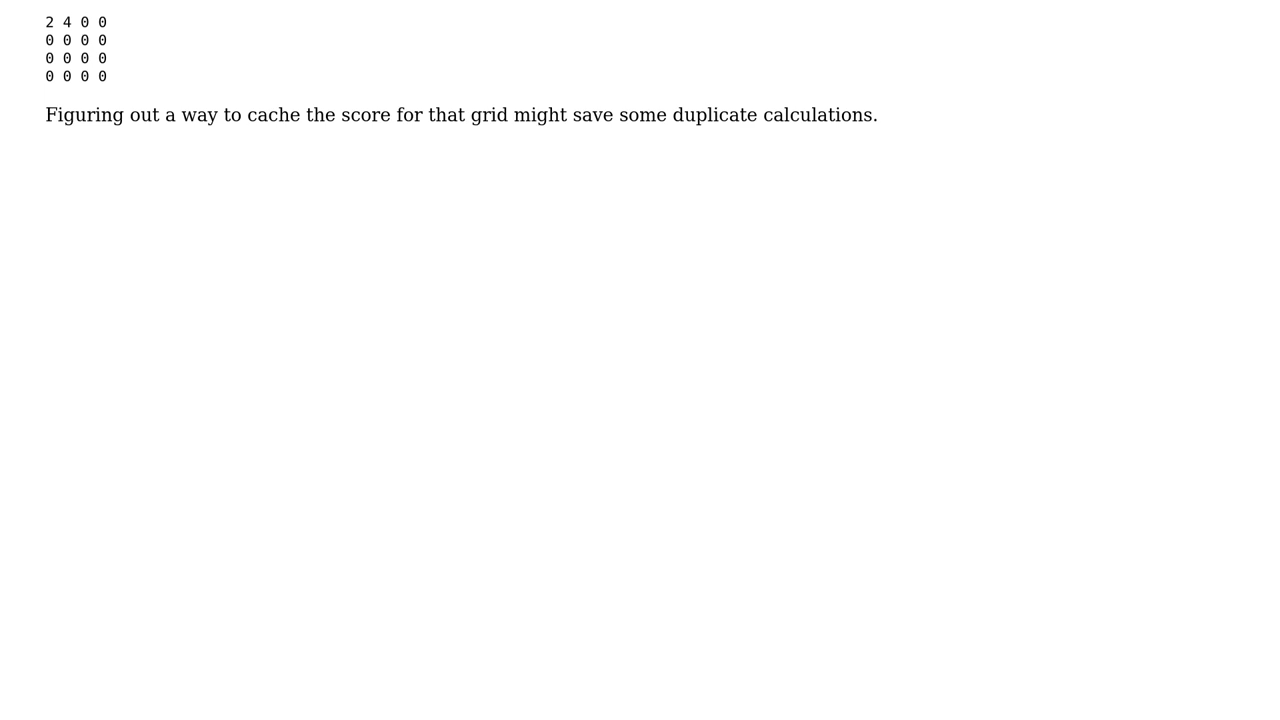 2 4 0 0
0 0 0 0
0 0 0 0
0 0 0 0
Figuring out a way to cache the score for that grid might save some duplicate calculations.